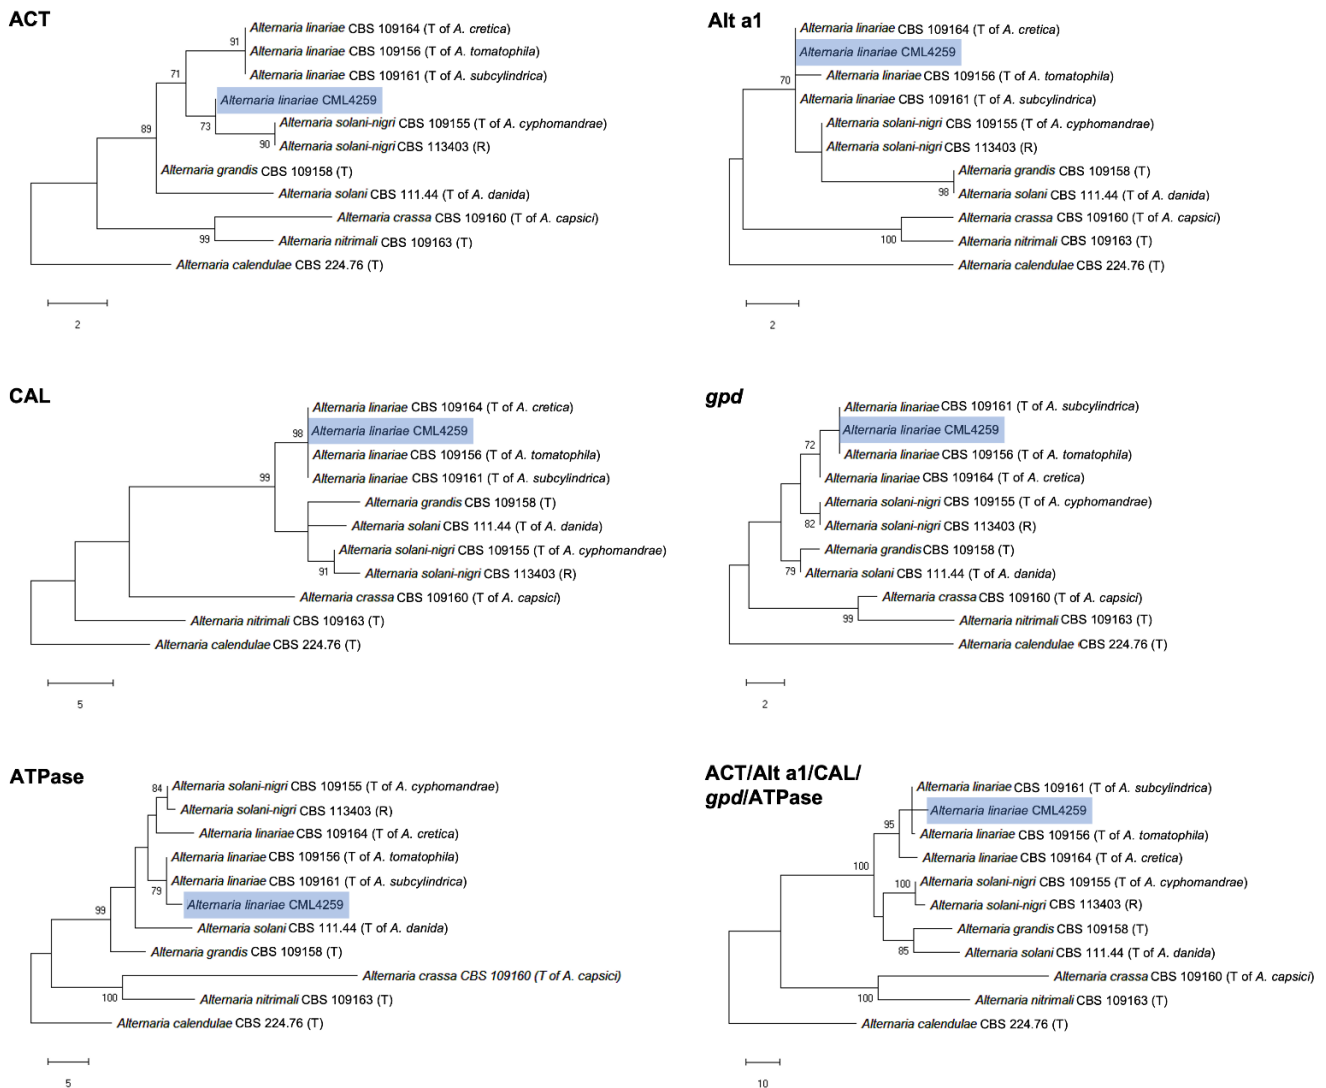 ACT
Alternaria linariae CBS 109164 (T of A. cretica)
91
Alternaria linariae CBS 109156 (T of A. tomatophila)
71
Alternaria linariae CBS 109161 (T of A. subcylindrica)
Alternaria linariae CML4259
89
73
Alternaria solani-nigri CBS 109155 (T of A. cyphomandrae)
90
Alternaria solani-nigri CBS 113403 (R)
Alternaria grandis CBS 109158 (T)
Alternaria solani CBS 111.44 (T of A. danida)
Alternaria crassa CBS 109160 (T of A. capsici)
99
Alternaria nitrimali CBS 109163 (T)
Alternaria calendulae CBS 224.76 (T)
2
Alt a1
Alternaria linariae CBS 109164 (T of A. cretica)
Alternaria linariae CML4259
70
Alternaria linariae CBS 109156 (T of A. tomatophila)
Alternaria linariae CBS 109161 (T of A. subcylindrica)
Alternaria solani-nigri CBS 109155 (T of A. cyphomandrae)
Alternaria solani-nigri CBS 113403 (R)
Alternaria grandis CBS 109158 (T)
98
Alternaria solani CBS 111.44 (T of A. danida)
Alternaria crassa CBS 109160 (T of A. capsici)
100
Alternaria nitrimali CBS 109163 (T)
Alternaria calendulae CBS 224.76 (T)
2
CAL
Alternaria linariae CBS 109164 (T of A. cretica)
98
Alternaria linariae CML4259
Alternaria linariae CBS 109156 (T of A. tomatophila)
99
Alternaria linariae CBS 109161 (T of A. subcylindrica)
Alternaria grandis CBS 109158 (T)
Alternaria solani CBS 111.44 (T of A. danida)
Alternaria solani-nigri CBS 109155 (T of A. cyphomandrae)
91
Alternaria solani-nigri CBS 113403 (R)
Alternaria crassa CBS 109160 (T of A. capsici)
Alternaria nitrimali CBS 109163 (T)
Alternaria calendulae CBS 224.76 (T)
5
gpd
Alternaria linariae CBS 109161 (T of A. subcylindrica)
Alternaria linariae CML4259
72
Alternaria linariae CBS 109156 (T of A. tomatophila)
Alternaria linariae CBS 109164 (T of A. cretica)
Alternaria solani-nigri CBS 109155 (T of A. cyphomandrae)
82
Alternaria solani-nigri CBS 113403 (R)
Alternaria grandis CBS 109158 (T)
79
Alternaria solani CBS 111.44 (T of A. danida)
Alternaria crassa CBS 109160 (T of A. capsici)
99
Alternaria nitrimali CBS 109163 (T)
Alternaria calendulae CBS 224.76 (T)
2
ATPase
84
Alternaria solani-nigri CBS 109155 (T of A. cyphomandrae)
Alternaria solani-nigri CBS 113403 (R)
Alternaria linariae CBS 109164 (T of A. cretica)
Alternaria linariae CBS 109156 (T of A. tomatophila)
79
Alternaria linariae CBS 109161 (T of A. subcylindrica)
Alternaria linariae CML4259
99
Alternaria solani CBS 111.44 (T of A. danida)
Alternaria grandis CBS 109158 (T)
Alternaria crassa CBS 109160 (T of A. capsici)
100
Alternaria nitrimali CBS 109163 (T)
Alternaria calendulae CBS 224.76 (T)
5
ACT/Alt a1/CAL/
gpd/ATPase
Alternaria linariae CBS 109161 (T of A. subcylindrica)
Alternaria linariae CML4259
95
Alternaria linariae CBS 109156 (T of A. tomatophila)
100
Alternaria linariae CBS 109164 (T of A. cretica)
100
Alternaria solani-nigri CBS 109155 (T of A. cyphomandrae)
Alternaria solani-nigri CBS 113403 (R)
Alternaria grandis CBS 109158 (T)
85
Alternaria solani CBS 111.44 (T of A. danida)
Alternaria crassa CBS 109160 (T of A. capsici)
100
Alternaria nitrimali CBS 109163 (T)
Alternaria calendulae CBS 224.76 (T)
10